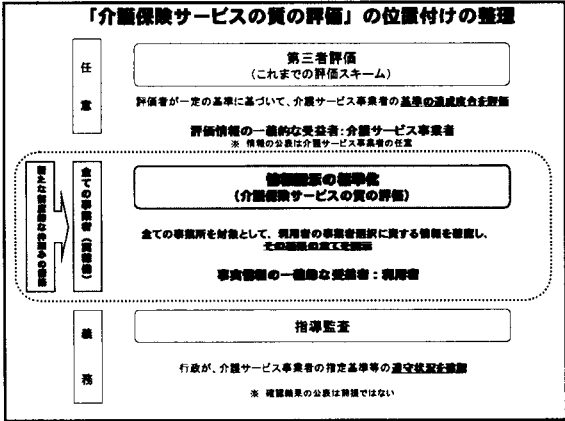 「介護保険サービスの質の評価」の位置付けの整理
任意
第三者評価
(これまでの評価スキーム)
評価者が一定の基準に基づいて、介護サービス事業者の基準の達成度合を評価
評価情報の一義的な受益者:介護サービス事業者
※ 情報の公表は介護サービス事業者の任意
全ての事業者(義務的)
情報開示の標準化
(介護保険サービスの質の評価)
全ての事業所を対象として、利用者の事業者選択に資する情報を確認し、
その結果の全てを開示
事実情報の一義的な受益者:利用者
義務
指導監査
行政が、介護サービス事業者の指定基準等の遵守状況を確認
※ 確認結果の公表は前提ではない